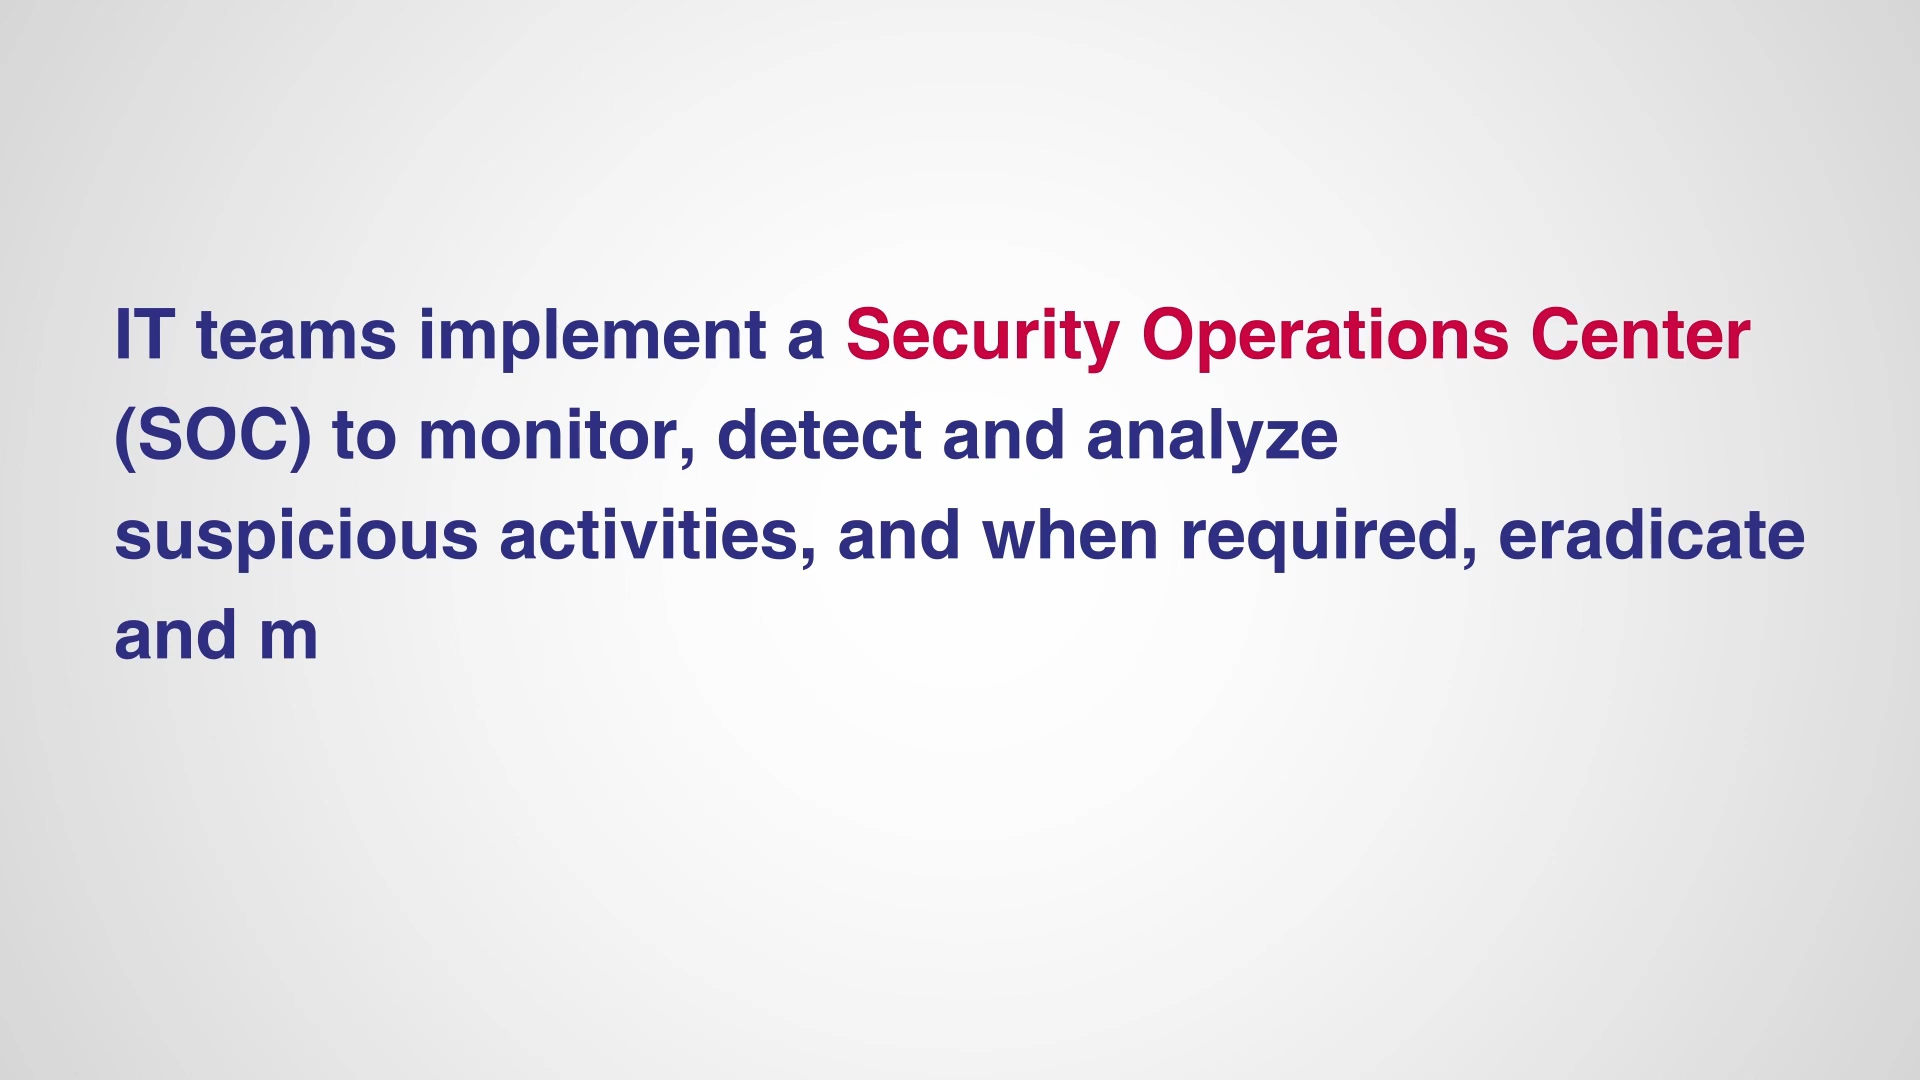 IT teams implement a Security Operations Center
(SOC) to monitor, detect and analyze
suspicious activities, and when required, eradicate
and m